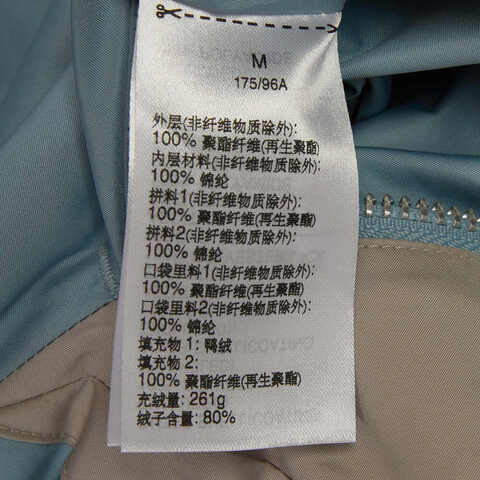 M
175/96A
外层(非纤维物质除外):
100% 聚酯纤维(再生聚酯)
内层材料(非纤维物质除外):
100% 锦纶
拼料1(非纤维物质除外):
100% 聚酯纤维(再生聚酯)
拼料2(非纤维物质除外):
100% 锦纶
口袋里料1(非纤维物质除外):
100% 聚酯纤维(再生聚酯)
口袋里料2(非纤维物质除外):
100% 锦纶
填充物 1: 鸭绒
填充物 2:
100% 聚酯纤维(再生聚酯)
充绒量: 261g
绒子含量: 80%